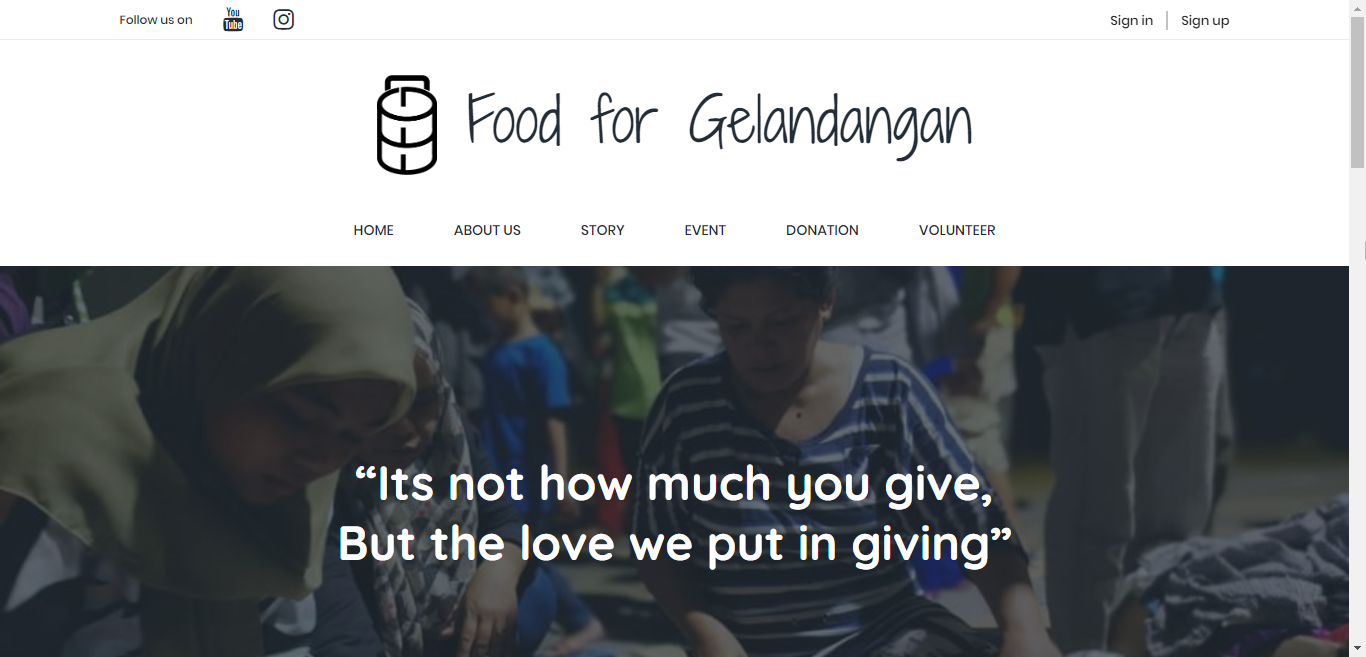 Follow us on
You
Tube
Sign in
Sign up
Food for Gelandangan
HOME
ABOUT US
STORY
EVENT
DONATION
VOLUNTEER
“Its not how much you give,
But the love we put in giving”